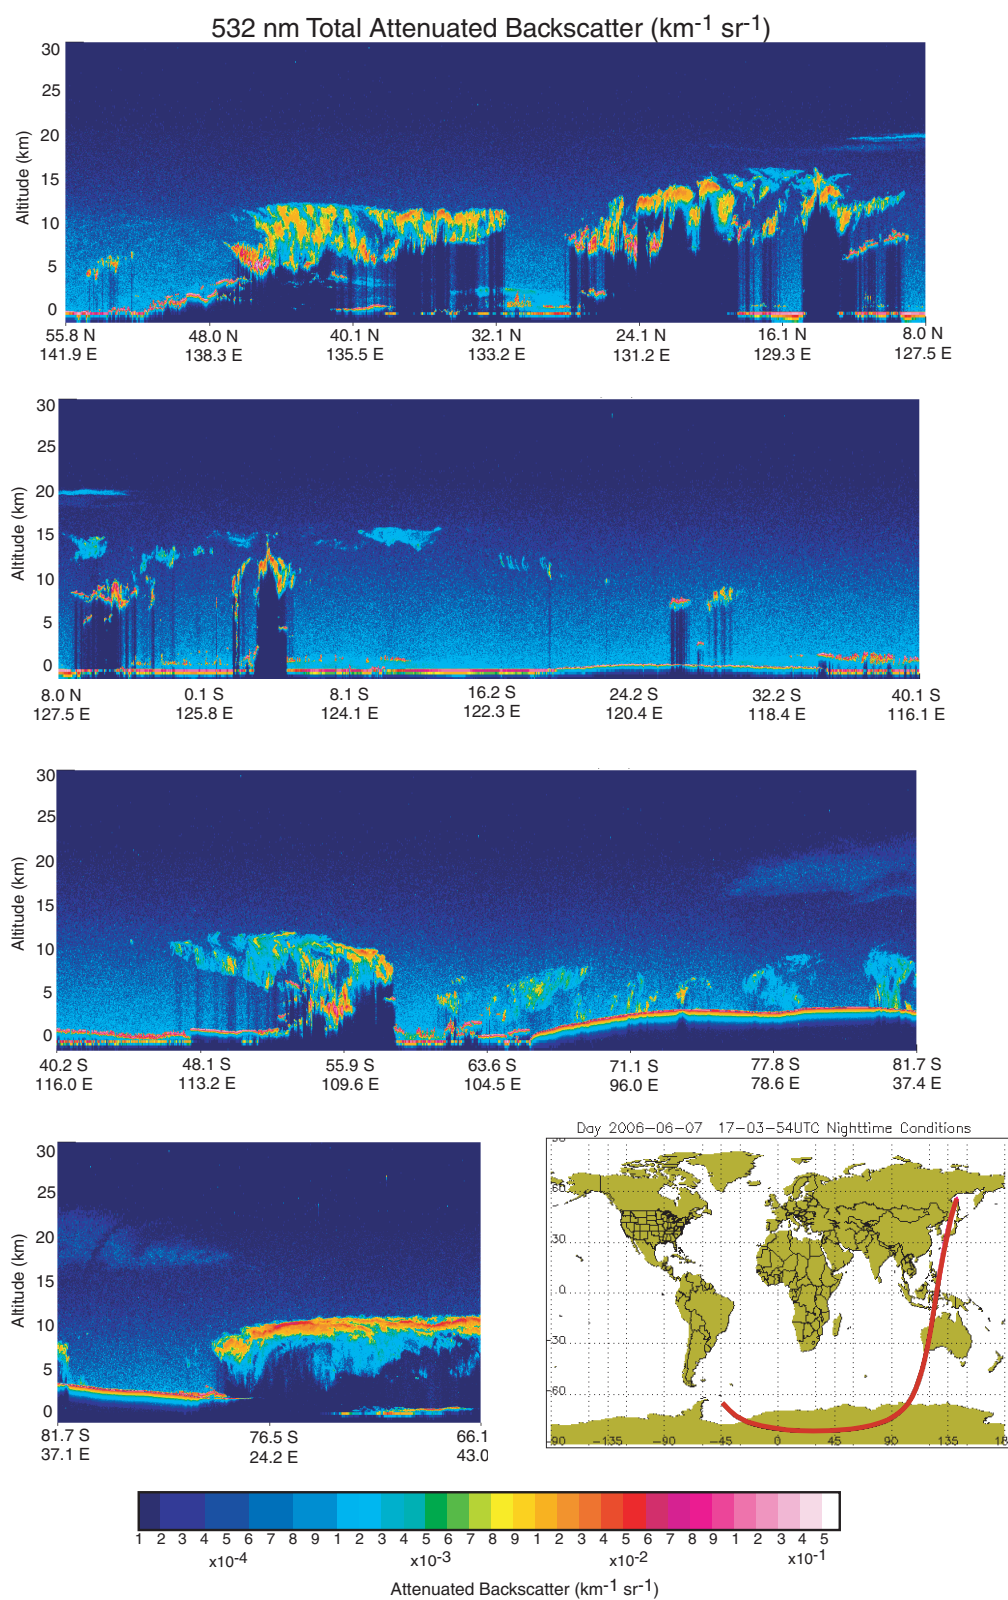 532 nm Total Attenuated Backscatter (km-1 sr-1)
30
25
20
15
10
5
0
Altitude (km)
55.8 N 48.0 N 40.1 N 32.1 N 24.1 N 16.1 N 8.0 N
141.9 E 138.3 E 135.5 E 133.2 E 131.2 E 129.3 E 127.5 E
30
25
20
15
10
5
0
Altitude (km)
8.0 N 0.1 S 8.1 S 16.2 S 24.2 S 32.2 S 40.1 S
127.5 E 125.8 E 124.1 E 122.3 E 120.4 E 118.4 E 116.1 E
30
25
20
15
10
5
0
Altitude (km)
40.2 S 48.1 S 55.9 S 63.6 S 71.1 S 77.8 S 81.7 S
116.0 E 113.2 E 109.6 E 104.5 E 96.0 E 78.6 E 37.4 E
30
25
20
15
10
5
0
Altitude (km)
81.7 S 76.5 S 66.1
37.1 E 24.2 E 43.0
Day 2006-06-07 17-03-54UTC Nighttime Conditions
60
30
0
-30
-60
-90 -135 -90 -45 0 45 90 135 18
1 2 3 4 5 6 7 8 9 1 2 3 4 5 6 7 8 9 1 2 3 4 5 6 7 8 9 1 2 3 4 5
x10-4 x10-3 x10-2 x10-1
Attenuated Backscatter (km-1 sr-1)